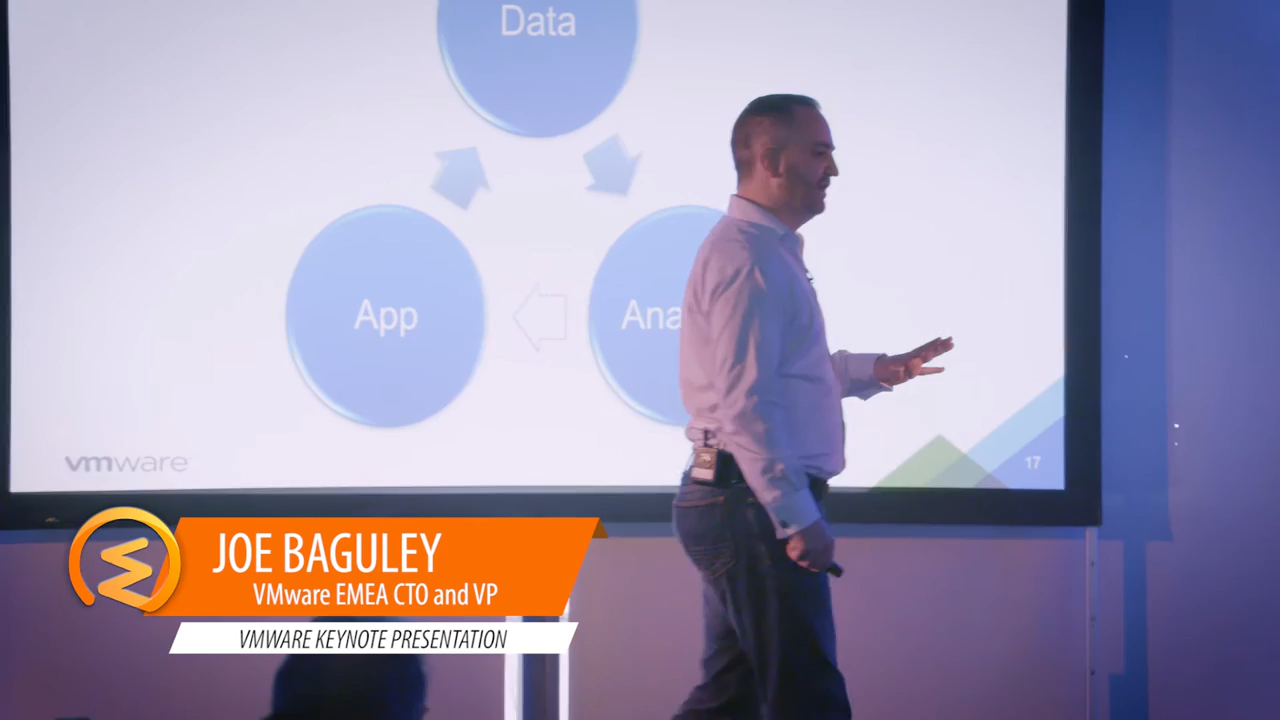 Data
App
Ana
vmware
17
JOE BAGULEY
VMware EMEA CTO and VP
VMWARE KEYNOTE PRESENTATION